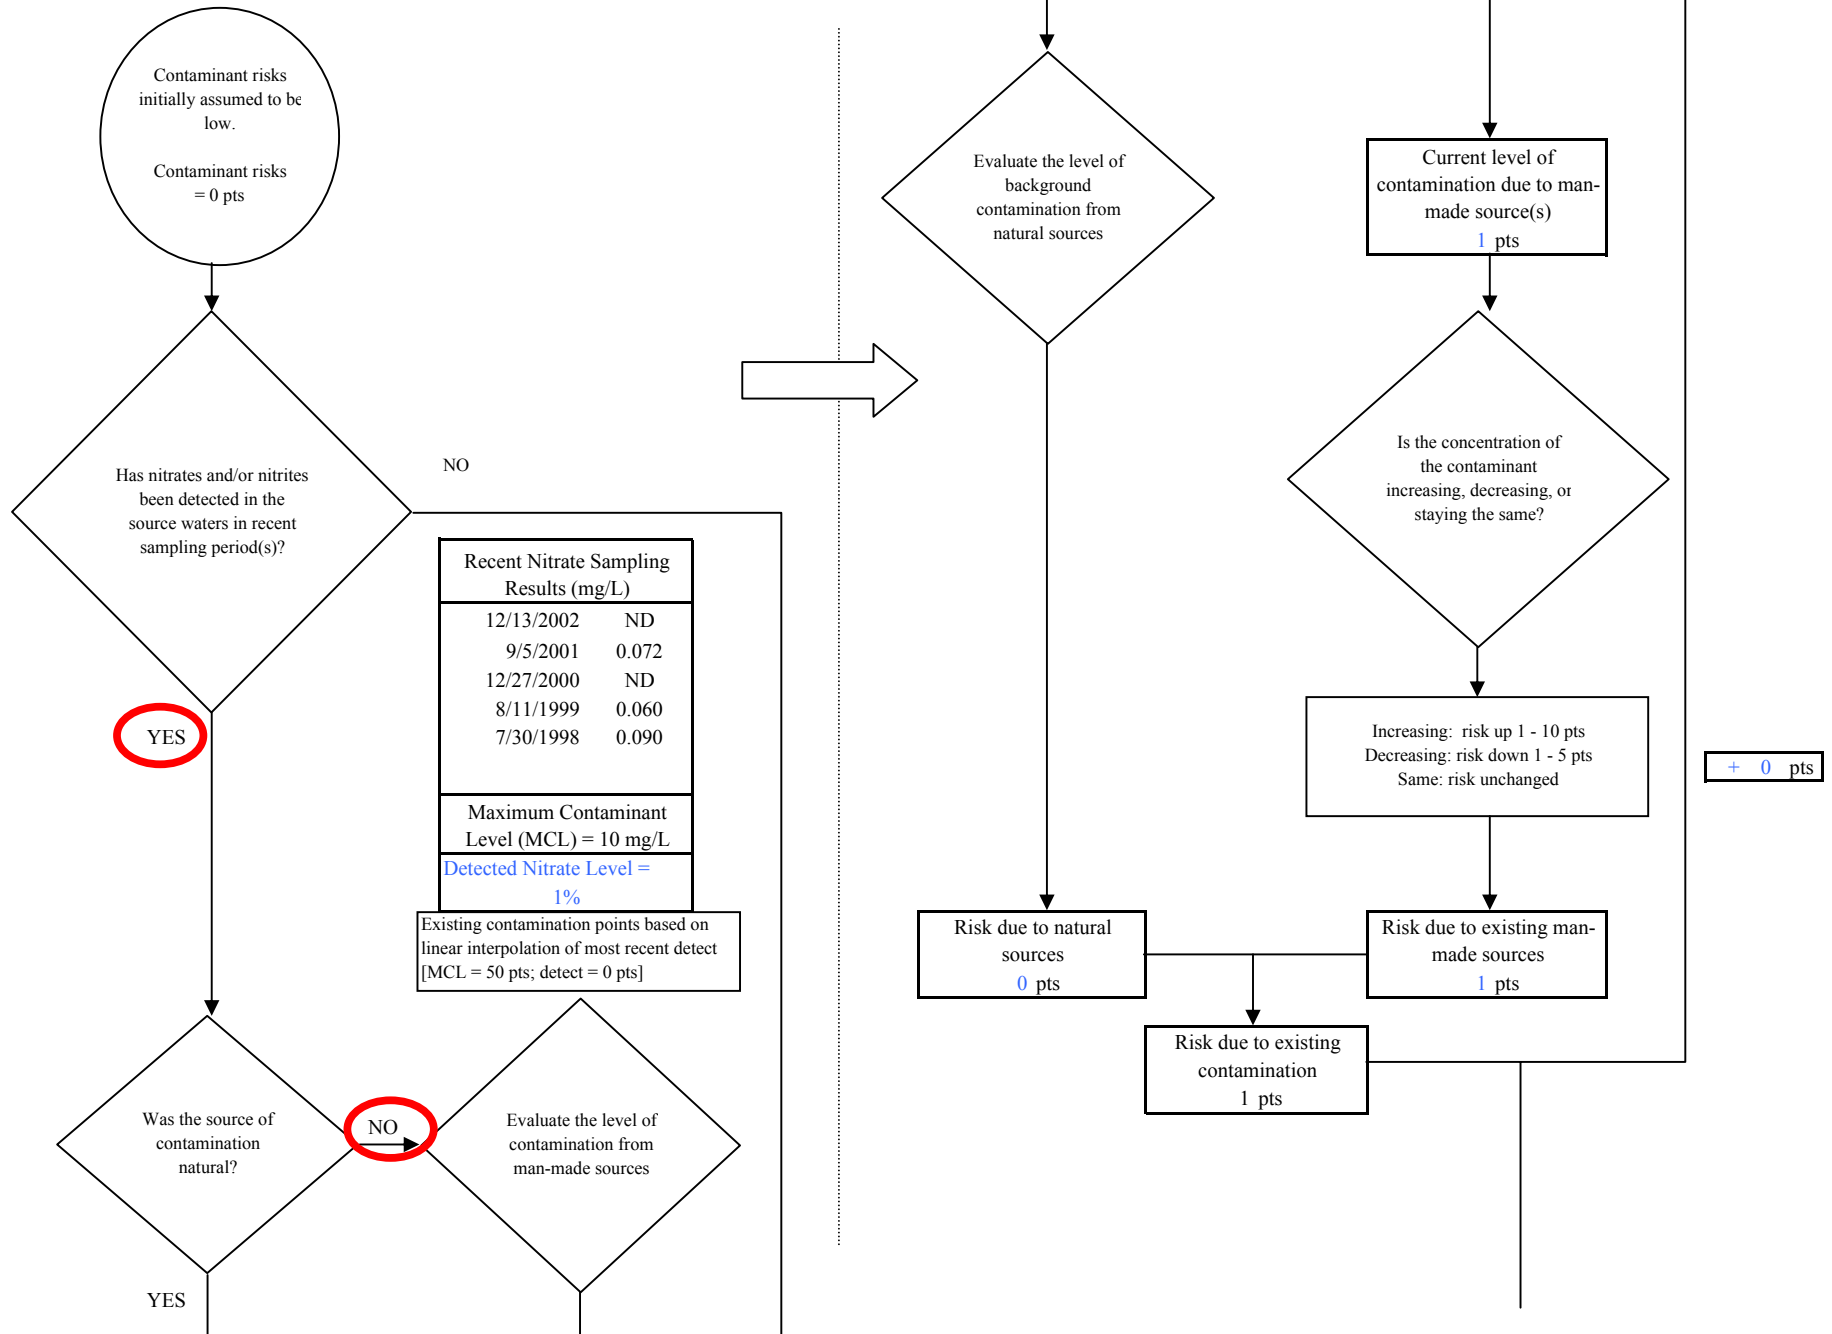 Contaminant risks
initially assumed to be
low.
Contaminant risks
= 0 pts
Has nitrates and/or nitrites
been detected in the
source waters in recent
sampling period(s)?
NO
YES
Recent Nitrate Sampling
Results (mg/L)
12/13/2002 ND
9/5/2001 0.072
12/27/2000 ND
8/11/1999 0.060
7/30/1998 0.090
Maximum Contaminant
Level (MCL) = 10 mg/L
Detected Nitrate Level =
1%
Existing contamination points based on
linear interpolation of most recent detect
[MCL = 50 pts; detect = 0 pts]
Was the source of
contamination
natural?
NO
YES
Evaluate the level of
contamination from
man-made sources
Evaluate the level of
background
contamination from
natural sources
Current level of
contamination due to man-
made source(s)
1 pts
Is the concentration of
the contaminant
increasing, decreasing, or
staying the same?
Increasing: risk up 1 - 10 pts
Decreasing: risk down 1 - 5 pts
Same: risk unchanged
+ 0 pts
Risk due to natural
sources
0 pts
Risk due to existing man-
made sources
1 pts
Risk due to existing
contamination
1 pts